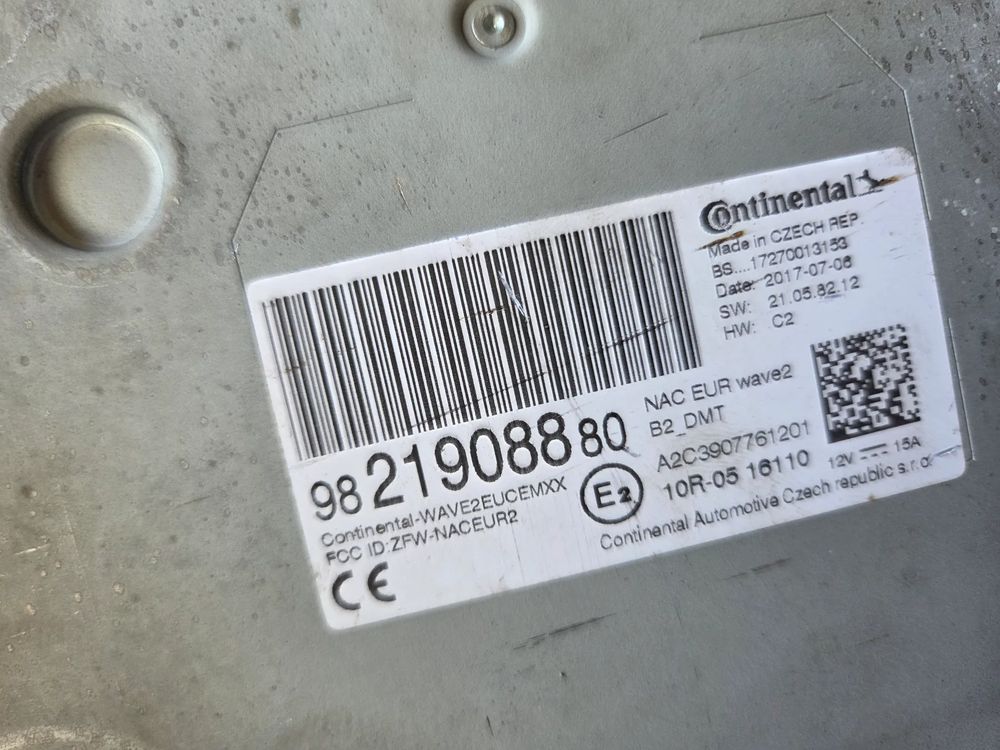 Continental
Made in CZECH REP.
BS....17270013153
Date: 2017-07-06
SW: 21.05.82.12
HW: C2
98 219088 80
NAC EUR wave2
B2_DMT
A2C3907761201
12V 15A
Continental-WAVE2EUCEMXX
FCC ID:ZFW-NACEUR2
E2
10R-05 16110
Continental Automotive Czech republic s.r.o.
CE